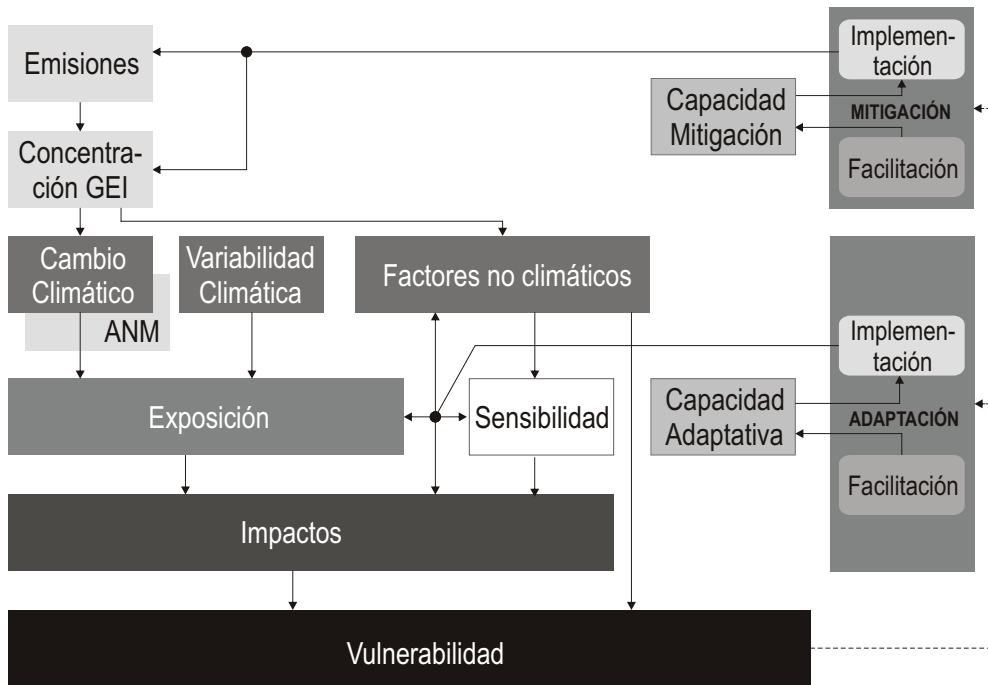 Emisiones
Implemen-
tación
Capacidad
Mitigación
MITIGACIÓN
Facilitación
Concentra-
ción GEI
Cambio
Climático
ANM
Variabilidad
Climática
Factores no climáticos
Implemen-
tación
Capacidad
Adaptativa
ADAPTACIÓN
Facilitación
Exposición
Sensibilidad
Impactos
Vulnerabilidad